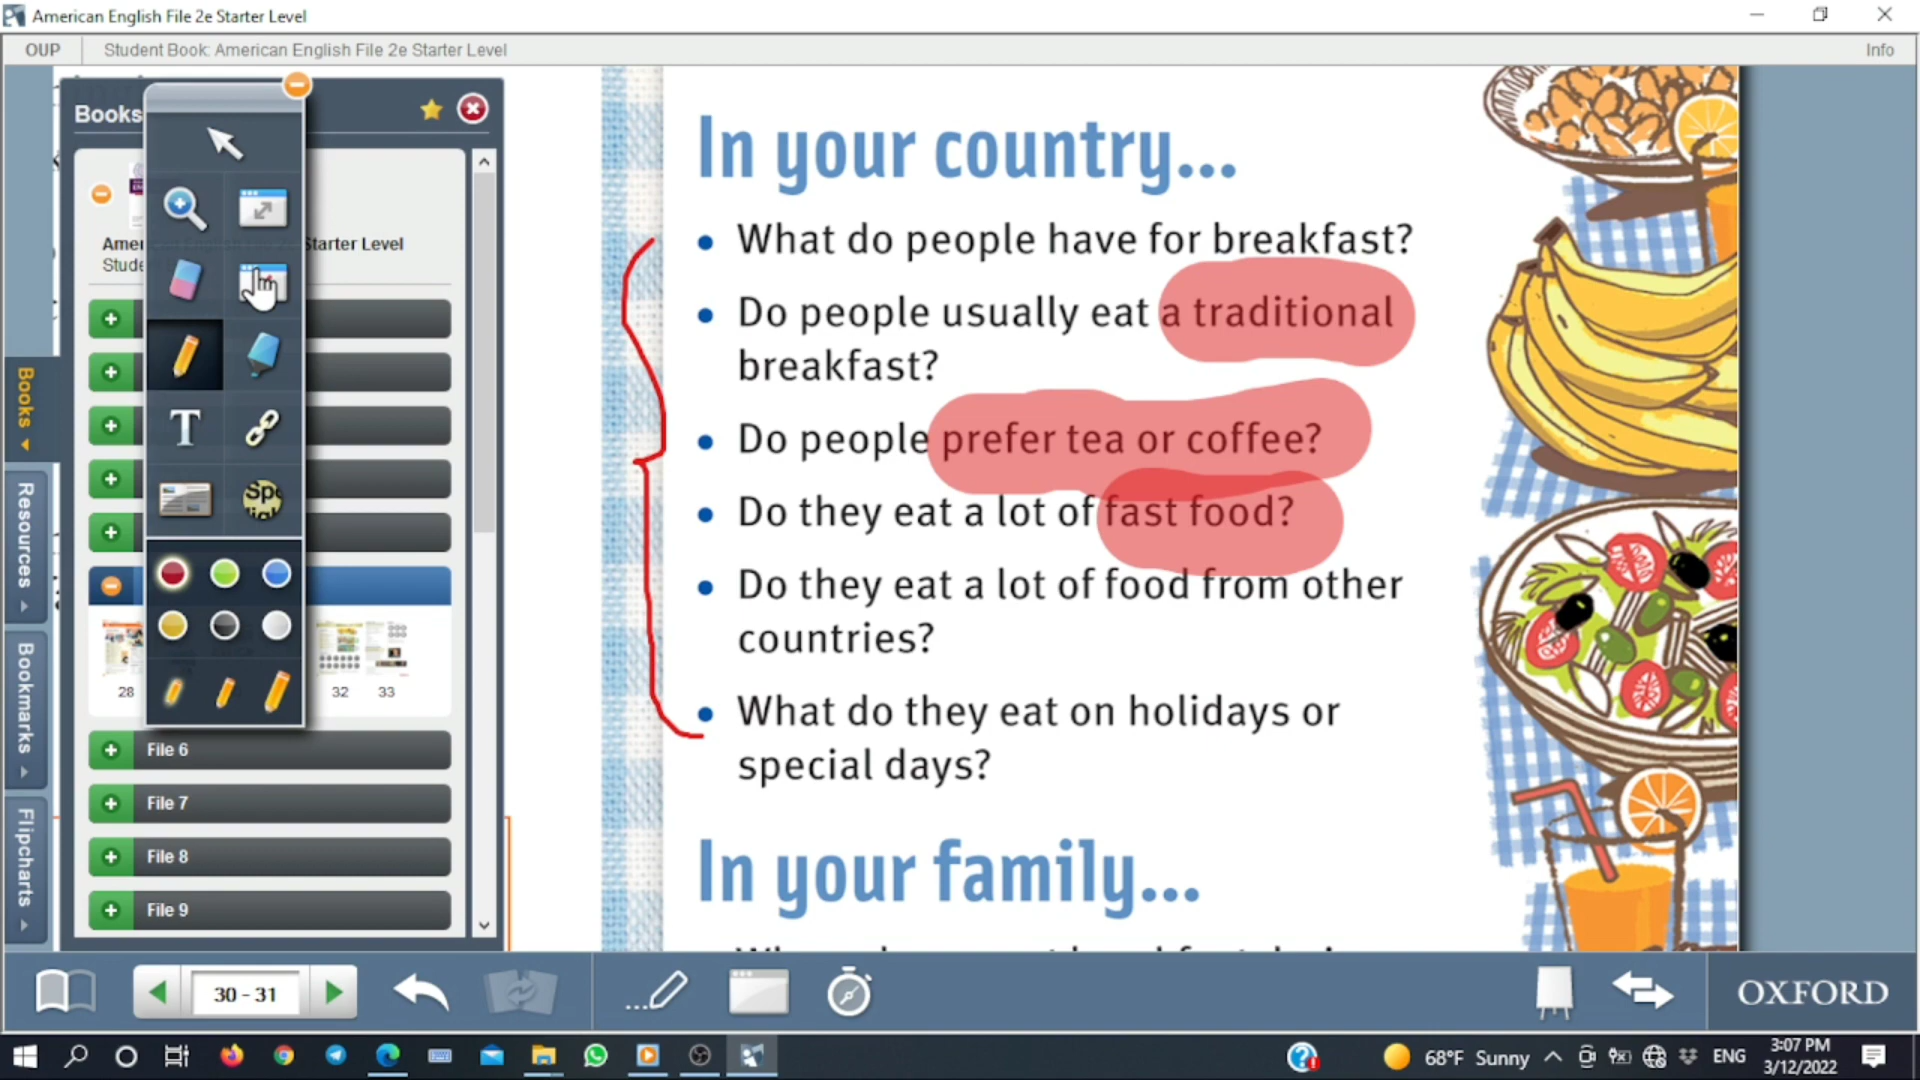 American English File 2e Starter Level
OUP
Student Book: American English File 2e Starter Level
Info
Books
Starter Level
Books
Resources
Bookmarks
Flipcharts
T
28
32
33
File 6
File 7
File 8
File 9
In your country...
• What do people have for breakfast?
• Do people usually eat a traditional
breakfast?
• Do people prefer tea or coffee?
• Do they eat a lot of fast food?
• Do they eat a lot of food from other
countries?
• What do they eat on holidays or
special days?
In your family...
30 - 31
OXFORD
68°F Sunny
ENG
3:07 PM
3/12/2022